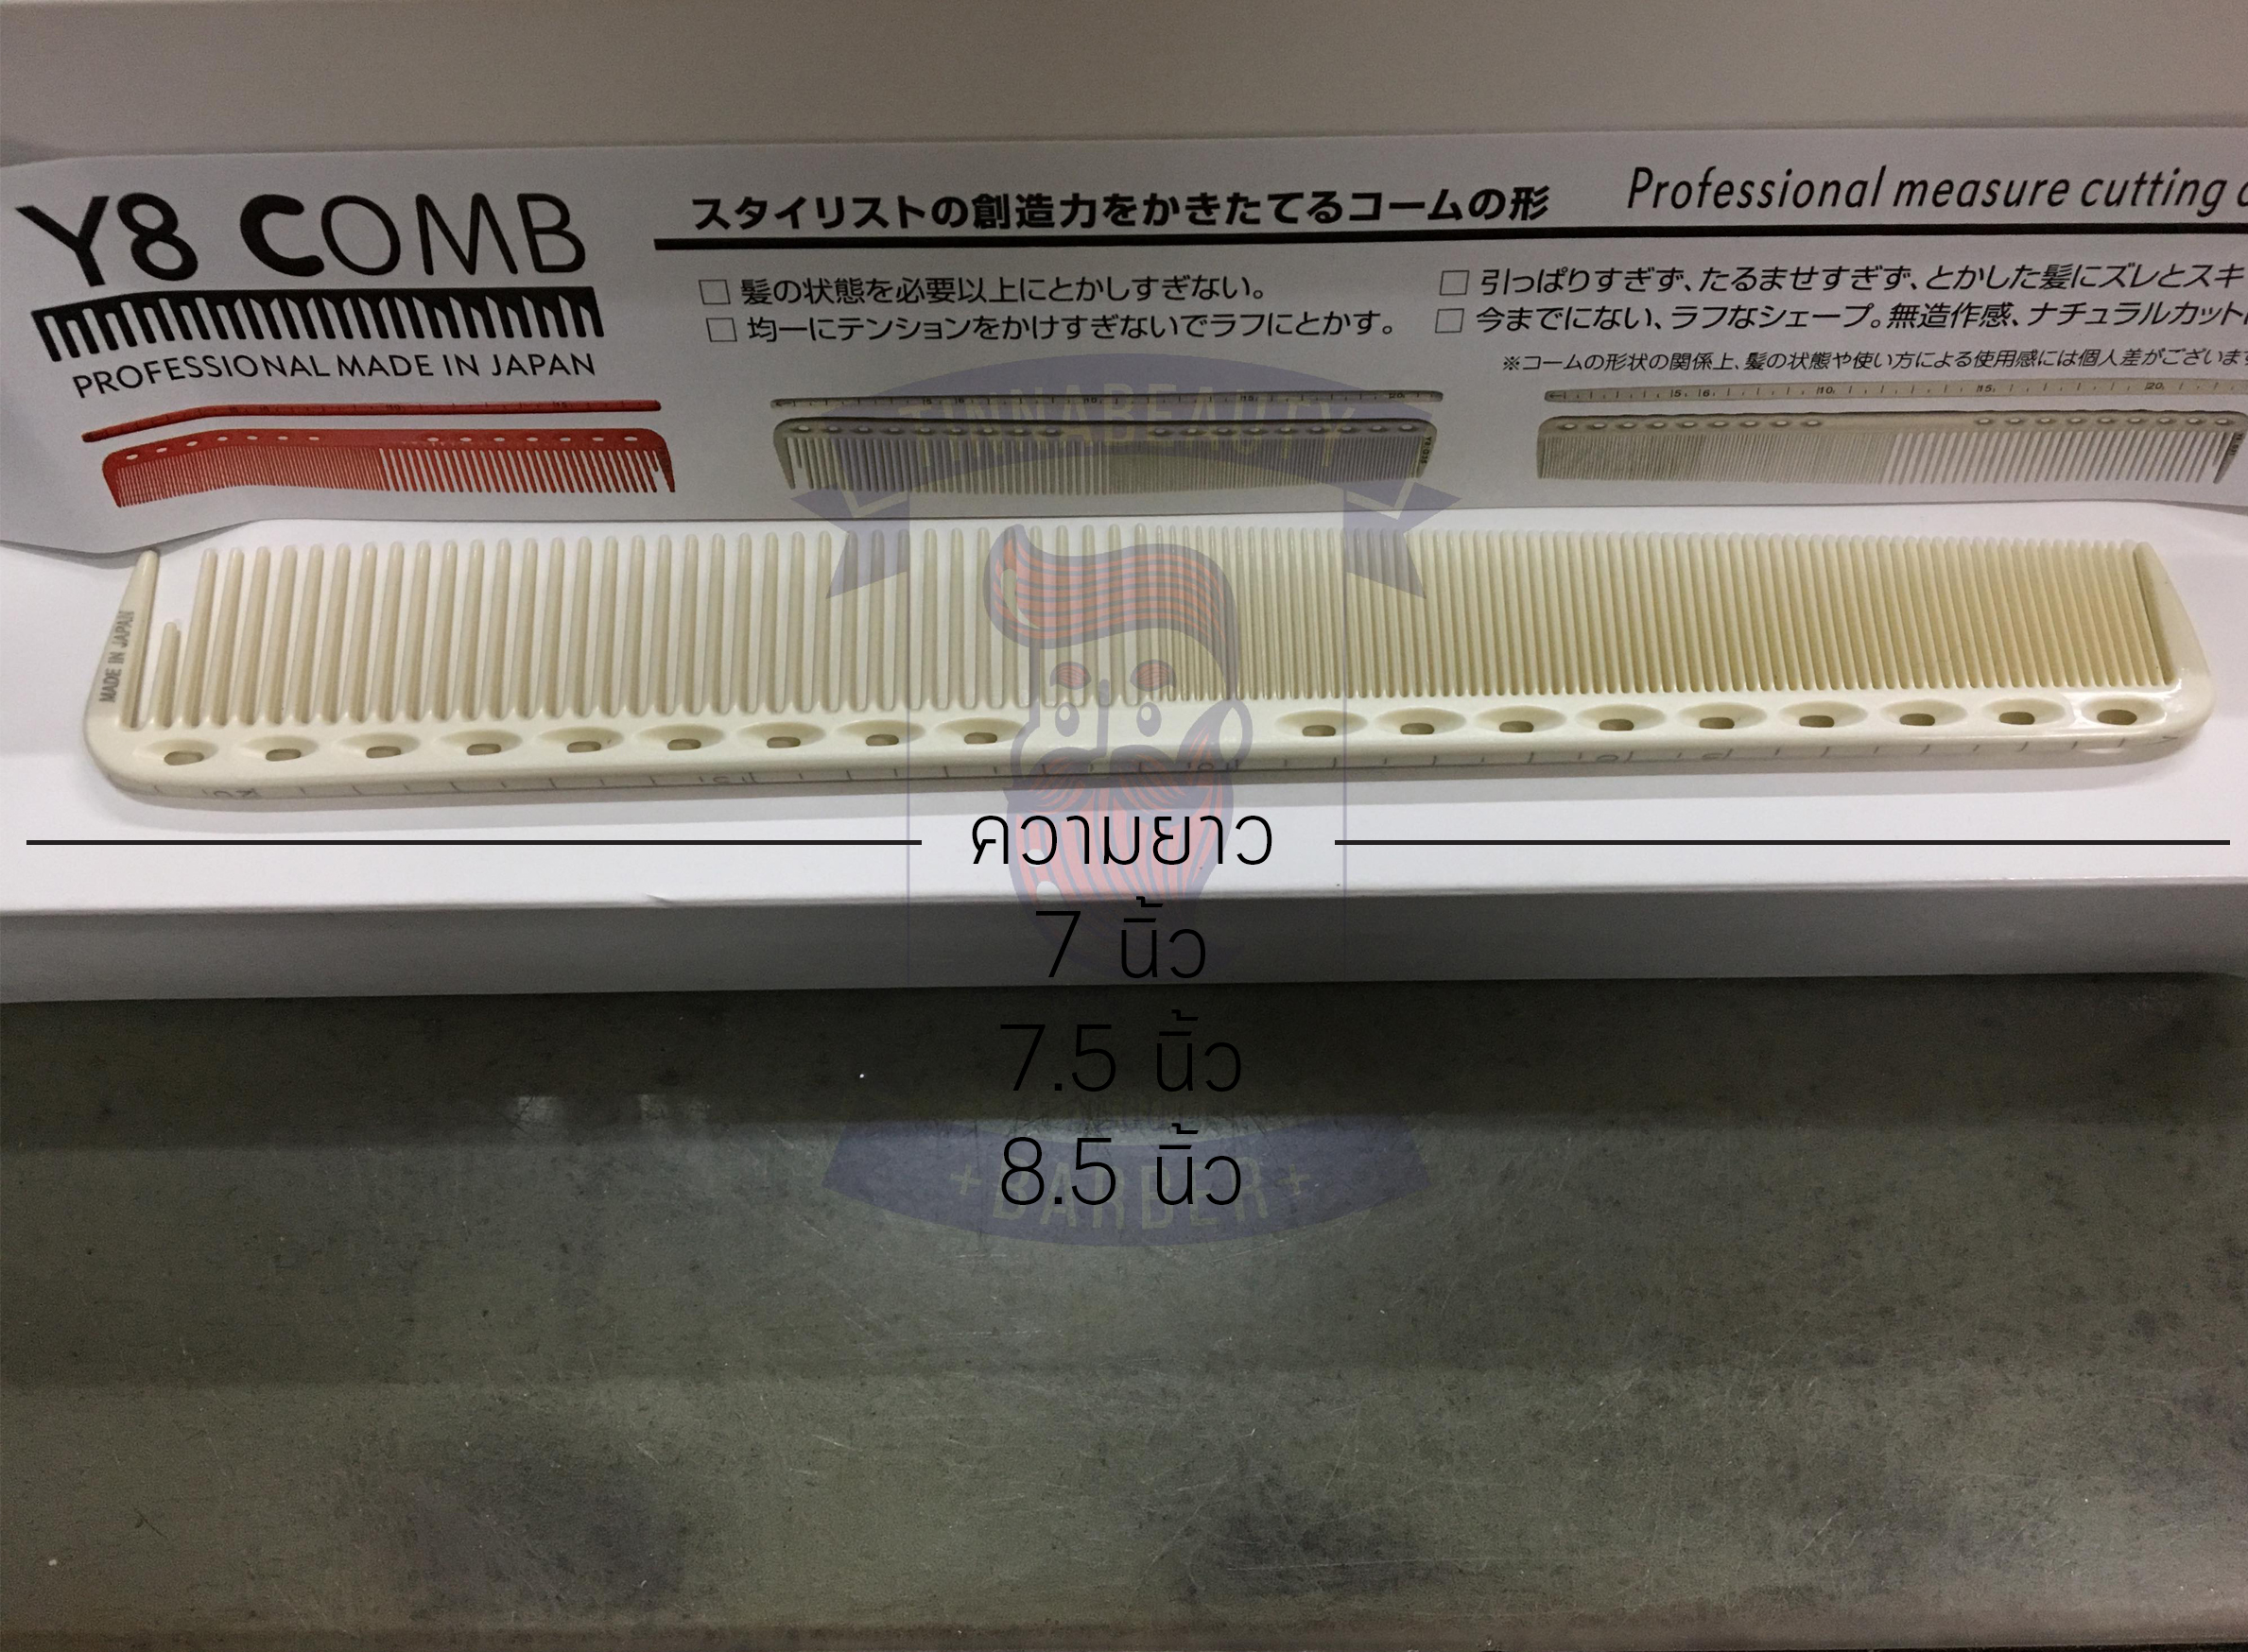 Y8 COMB
PROFESSIONAL MADE IN JAPAN
スタイリストの創造力をかきたてるコームの形
Professional measure cutting
□ 髪の状態を必要以上にとかしすぎない。
□ 均一にテンションをかけすぎないでラフにとかす。
□ 引っぱりすぎず、たるませすぎず、とかした髪にズレとスキ
□ 今までにない、ラフなシェープ。無造作感、ナチュラルカット
※コームの形状の関係上、髪の状態や使い方による使用感には個人差がございます
TINNABEAUTY
MADE IN JAPAN
ความยาว
7 นิ้ว
7.5 นิ้ว
8.5 นิ้ว
+BARBER+